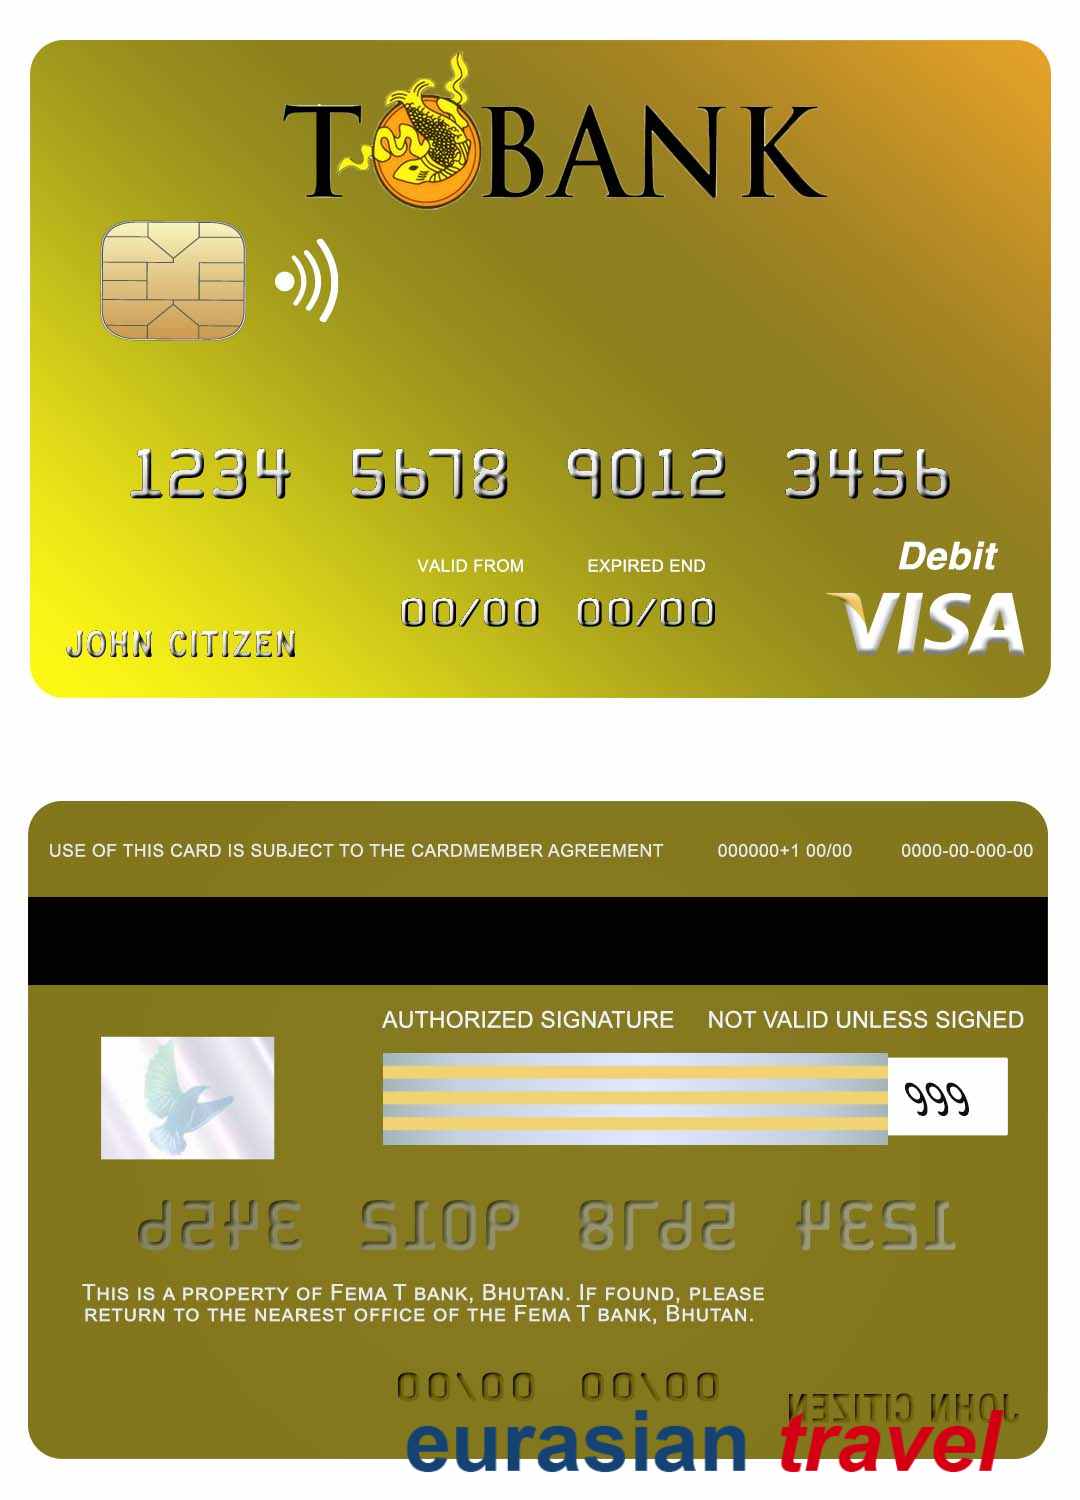 T BANK
1234 5678 9012 3456
Debit
VALID FROM EXPIRED END
VISA
00/00 00/00
JOHN CITIZEN
USE OF THIS CARD IS SUBJECT TO THE CARDMEMBER AGREEMENT 000000+1 00/00 0000-00-000-00
AUTHORIZED SIGNATURE NOT VALID UNLESS SIGNED
999
1234 5678 9012 3456
THIS IS A PROPERTY OF FEMA T BANK, BHUTAN. IF FOUND, PLEASE
RETURN TO THE NEAREST OFFICE OF THE FEMA T BANK, BHUTAN.
00/00 00/00
JOHN CITIZEN
eurasian travel